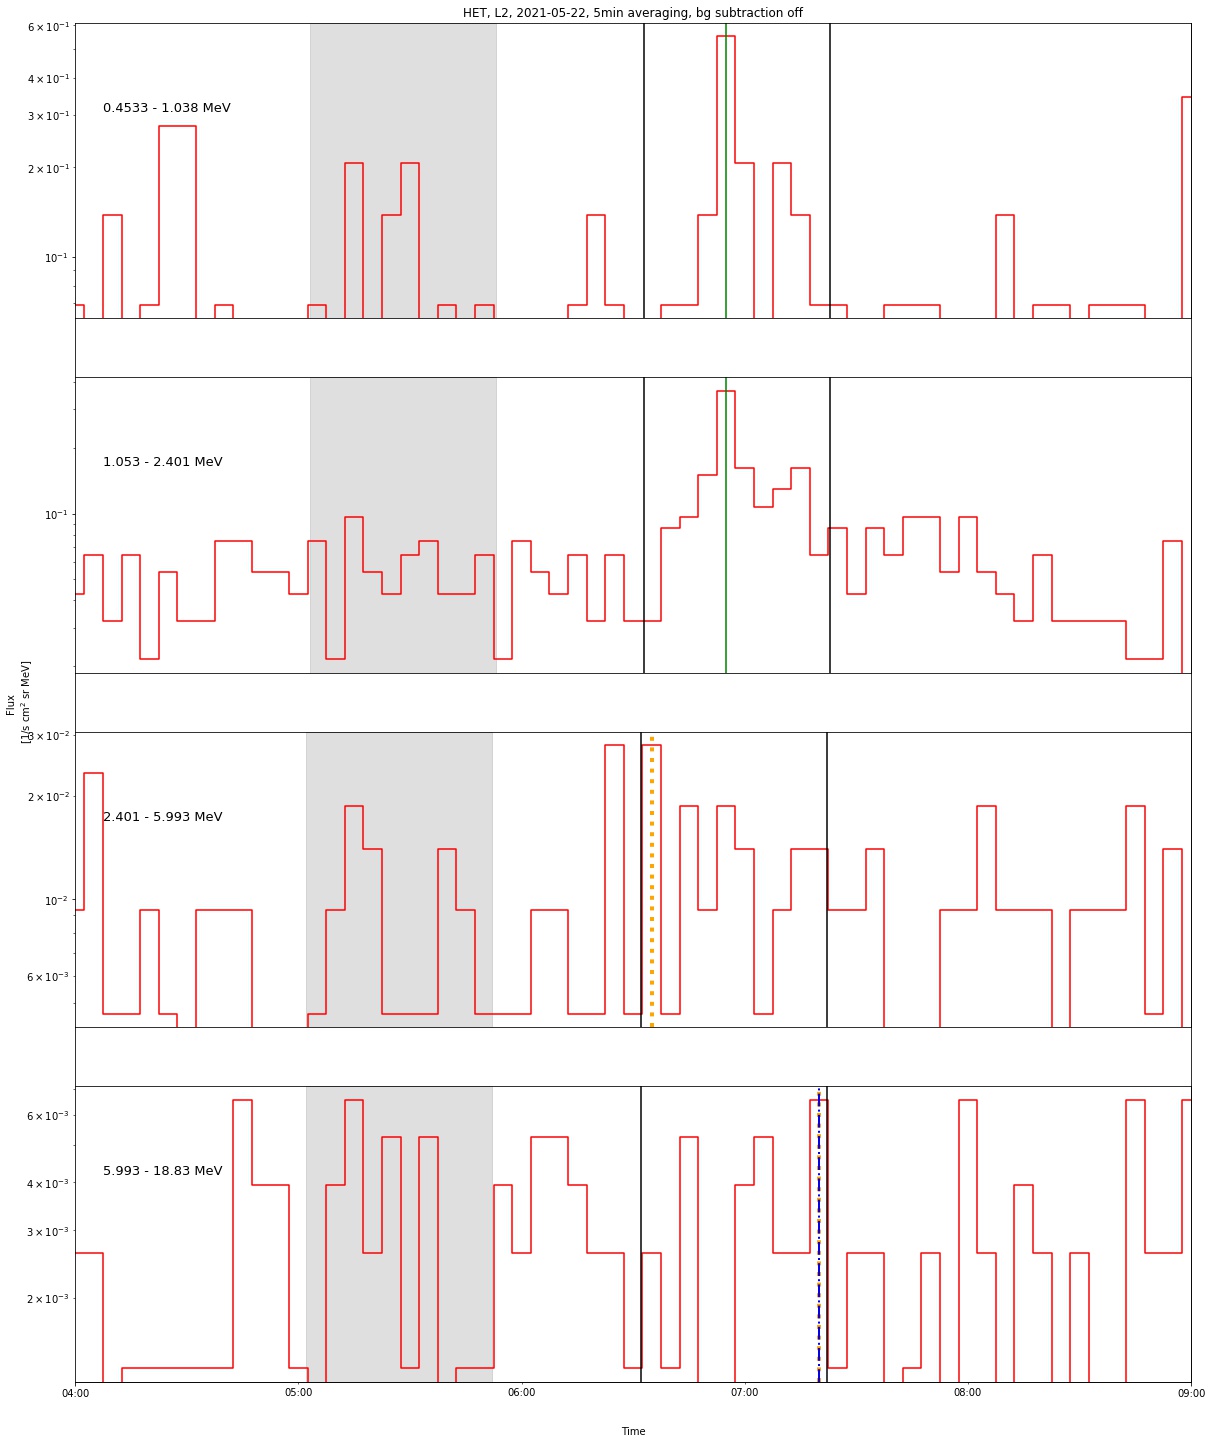 HET, L2, 2021-05-22, 5min averaging, bg subtraction off
6 × 10⁻¹
4 × 10⁻¹
3 × 10⁻¹
2 × 10⁻¹
10⁻¹
0.4533 - 1.038 MeV
10⁻¹
1.053 - 2.401 MeV
Flux
[1/s cm² sr MeV]
3 × 10⁻²
2 × 10⁻²
10⁻²
6 × 10⁻³
2.401 - 5.993 MeV
6 × 10⁻³
4 × 10⁻³
3 × 10⁻³
2 × 10⁻³
5.993 - 18.83 MeV
04:00 05:00 06:00 07:00 08:00 09:00
Time